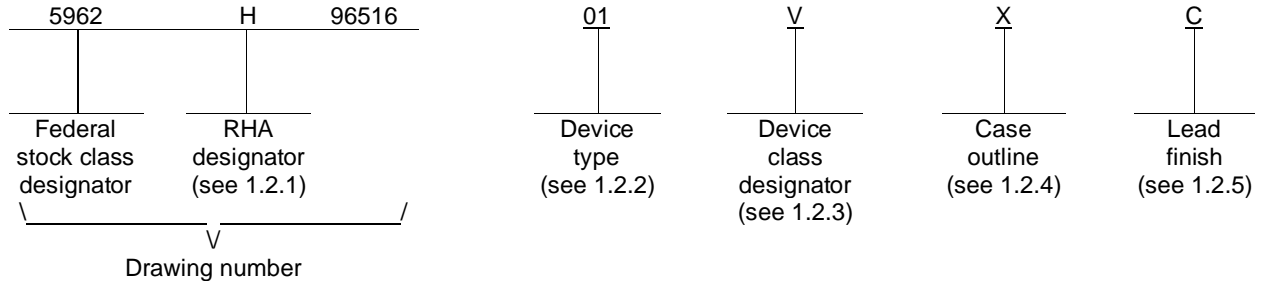 5962 H 96516 01 V X C
Federal RHA Device Device Case Lead
stock class designator type class outline finish
designator (see 1.2.1) (see 1.2.2) designator (see 1.2.4) (see 1.2.5)
(see 1.2.3)
\ /
\/
Drawing number